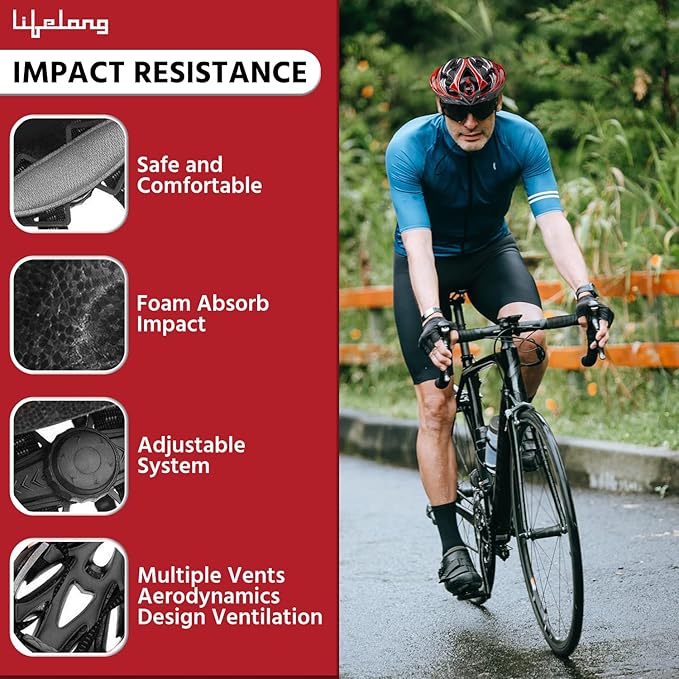 Lifelong
IMPACT RESISTANCE
Safe and
Comfortable
Foam Absorb
Impact
Adjustable
System
Multiple Vents
Aerodynamics
Design Ventilation